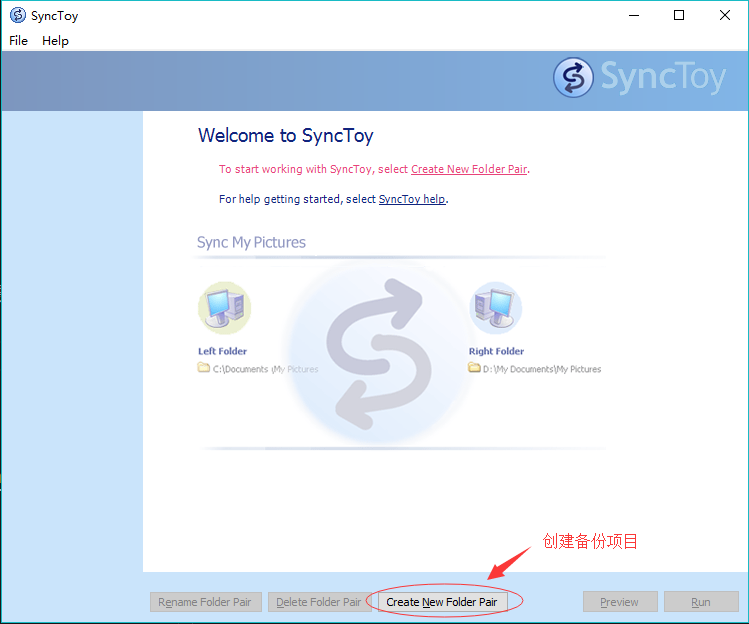 SyncToy
File Help
SyncToy
Welcome to SyncToy
To start working with SyncToy, select Create New Folder Pair.
For help getting started, select SyncToy help.
Sync My Pictures
Left Folder Right Folder
C:\Documents \My Pictures D:\My Documents\My Pictures
创建备份项目
Rename Folder Pair Delete Folder Pair Create New Folder Pair Preview Run